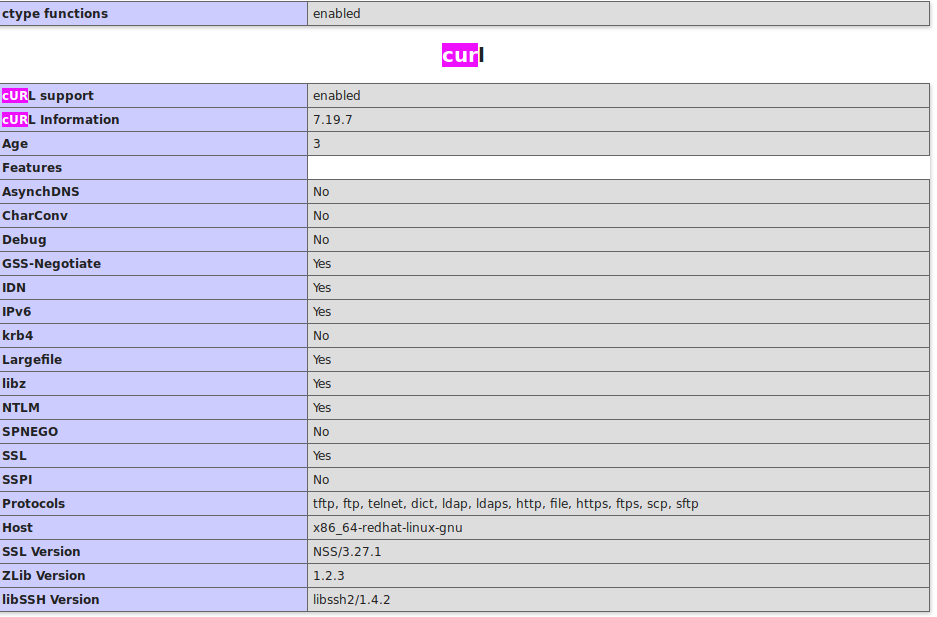 ctype functions enabled
curl
cURL support enabled
cURL Information 7.19.7
Age 3
Features
AsynchDNS No
CharConv No
Debug No
GSS-Negotiate Yes
IDN Yes
IPv6 Yes
krb4 No
Largefile Yes
libz Yes
NTLM Yes
SPNEGO No
SSL Yes
SSPI No
Protocols tftp, ftp, telnet, dict, ldap, ldaps, http, file, https, ftps, scp, sftp
Host x86_64-redhat-linux-gnu
SSL Version NSS/3.27.1
ZLib Version 1.2.3
libSSH Version libssh2/1.4.2